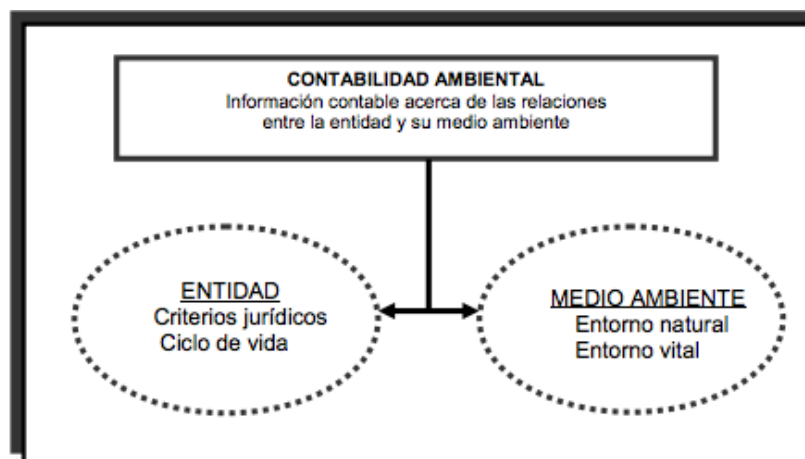 CONTABILIDAD AMBIENTAL
Información contable acerca de las relaciones
entre la entidad y su medio ambiente
ENTIDAD
Criterios jurídicos
Ciclo de vida
MEDIO AMBIENTE
Entorno natural
Entorno vital